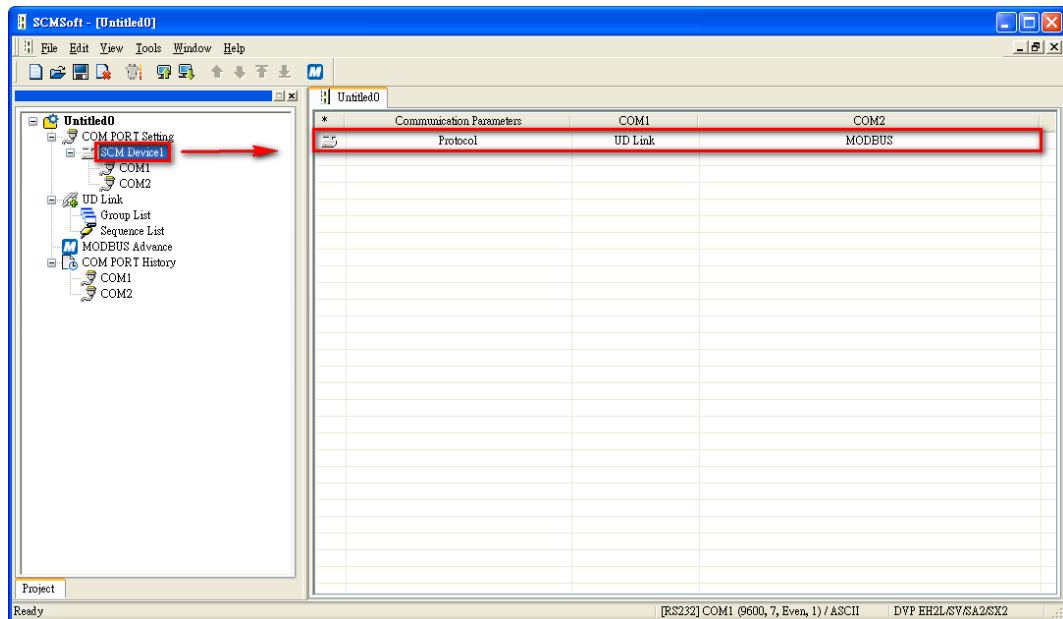 SCMSoft - [Untitled0]
File Edit View Tools Window Help
Untitled0
COM PORT Setting
SCM Device1
COM1
COM2
UD Link
Group List
Sequence List
MODBUS Advance
COM PORT History
COM1
COM2
Project
Untitled0
* Communication Parameters COM1 COM2
Protocol UD Link MODBUS
Ready [RS232] COM1 (9600, 7, Even, 1) / ASCII DVP EH2L/SV/SA2/SX2